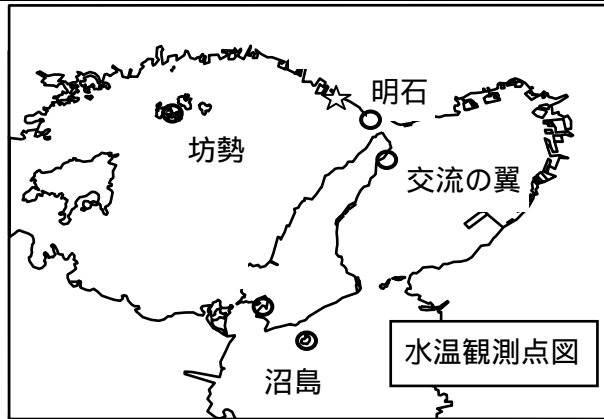 明石
坊勢
交流の翼
水温観測点図
沼島